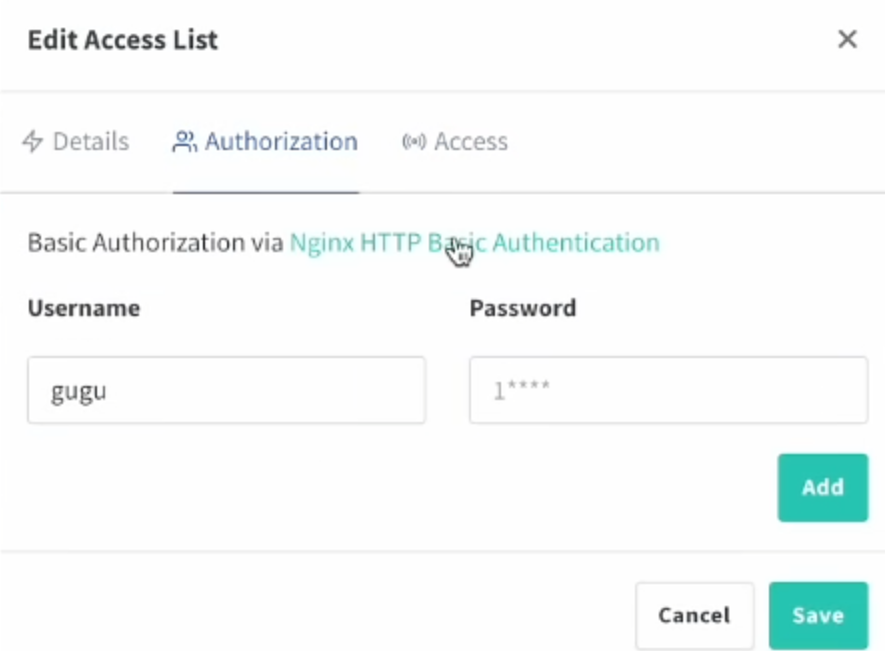 Edit Access List
Details Authorization Access
Basic Authorization via Nginx HTTP Basic Authentication
Username Password
gugu 1****
Add
Cancel Save